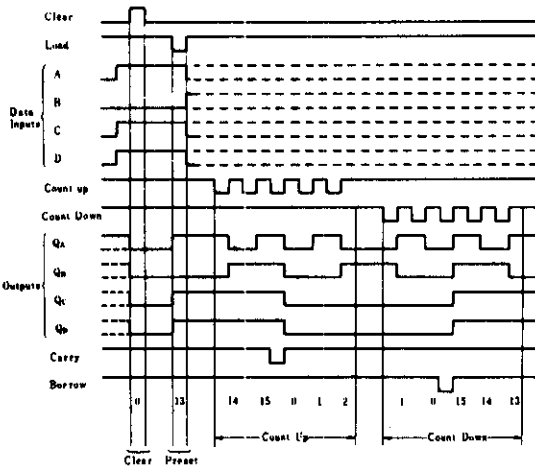 Clear
Load
A
B
Data
Inputs
C
D
Count up
Count Down
QA
QB
Outputs
QC
QD
Carry
Borrow
0 13 14 15 0 1 2 1 0 15 14 13
Count Up Count Down
Clear Preset